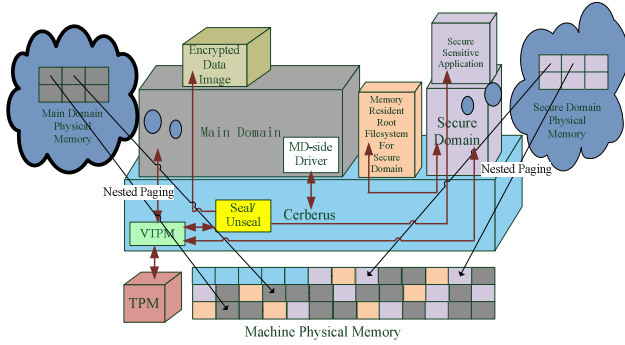 Encrypted
Data
Image
Secure
Sensitive
Application
Main Domain
Physical
Memory
Main Domain
MD-side
Driver
Memory
Resident
Root
Filesystem
For
Secure
Domain
Secure
Domain
Secure Domain
Physical
Memory
Nested Paging
Nested Paging
Seal/
Unseal
Cerberus
VTPM
TPM
Machine Physical Memory